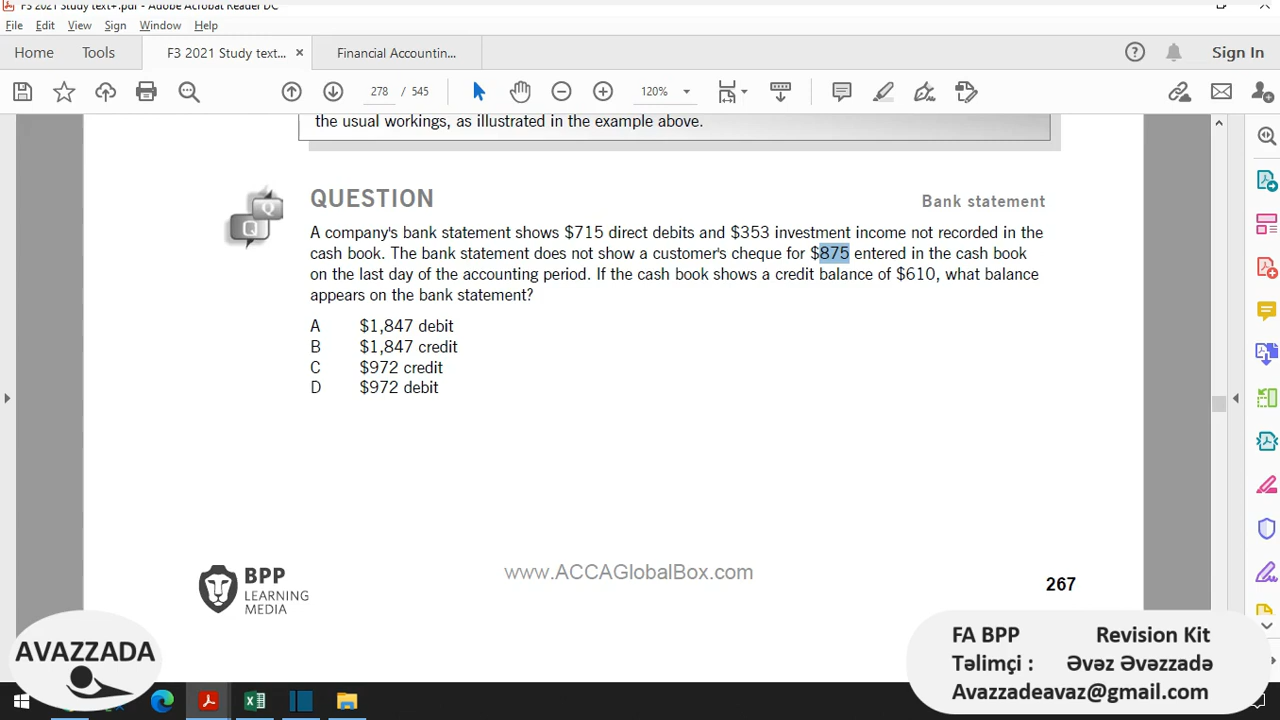 F3 2021 Study text+.pdf - Adobe Acrobat Reader DC
File Edit View Sign Window Help
Home Tools F3 2021 Study text... × Financial Accountin... Sign In
278 / 545 120%
the usual workings, as illustrated in the example above.
QUESTION
Bank statement
A company's bank statement shows $715 direct debits and $353 investment income not recorded in the
cash book. The bank statement does not show a customer's cheque for $875 entered in the cash book
on the last day of the accounting period. If the cash book shows a credit balance of $610, what balance
appears on the bank statement?
A $1,847 debit
B $1,847 credit
C $972 credit
D $972 debit
BPP
LEARNING
MEDIA
www.ACCAGlobalBox.com
267
AVAZZADA
FA BPP Revision Kit
Təlimçi : Əvəz Əvəzzadə
Avazzadeavaz@gmail.com